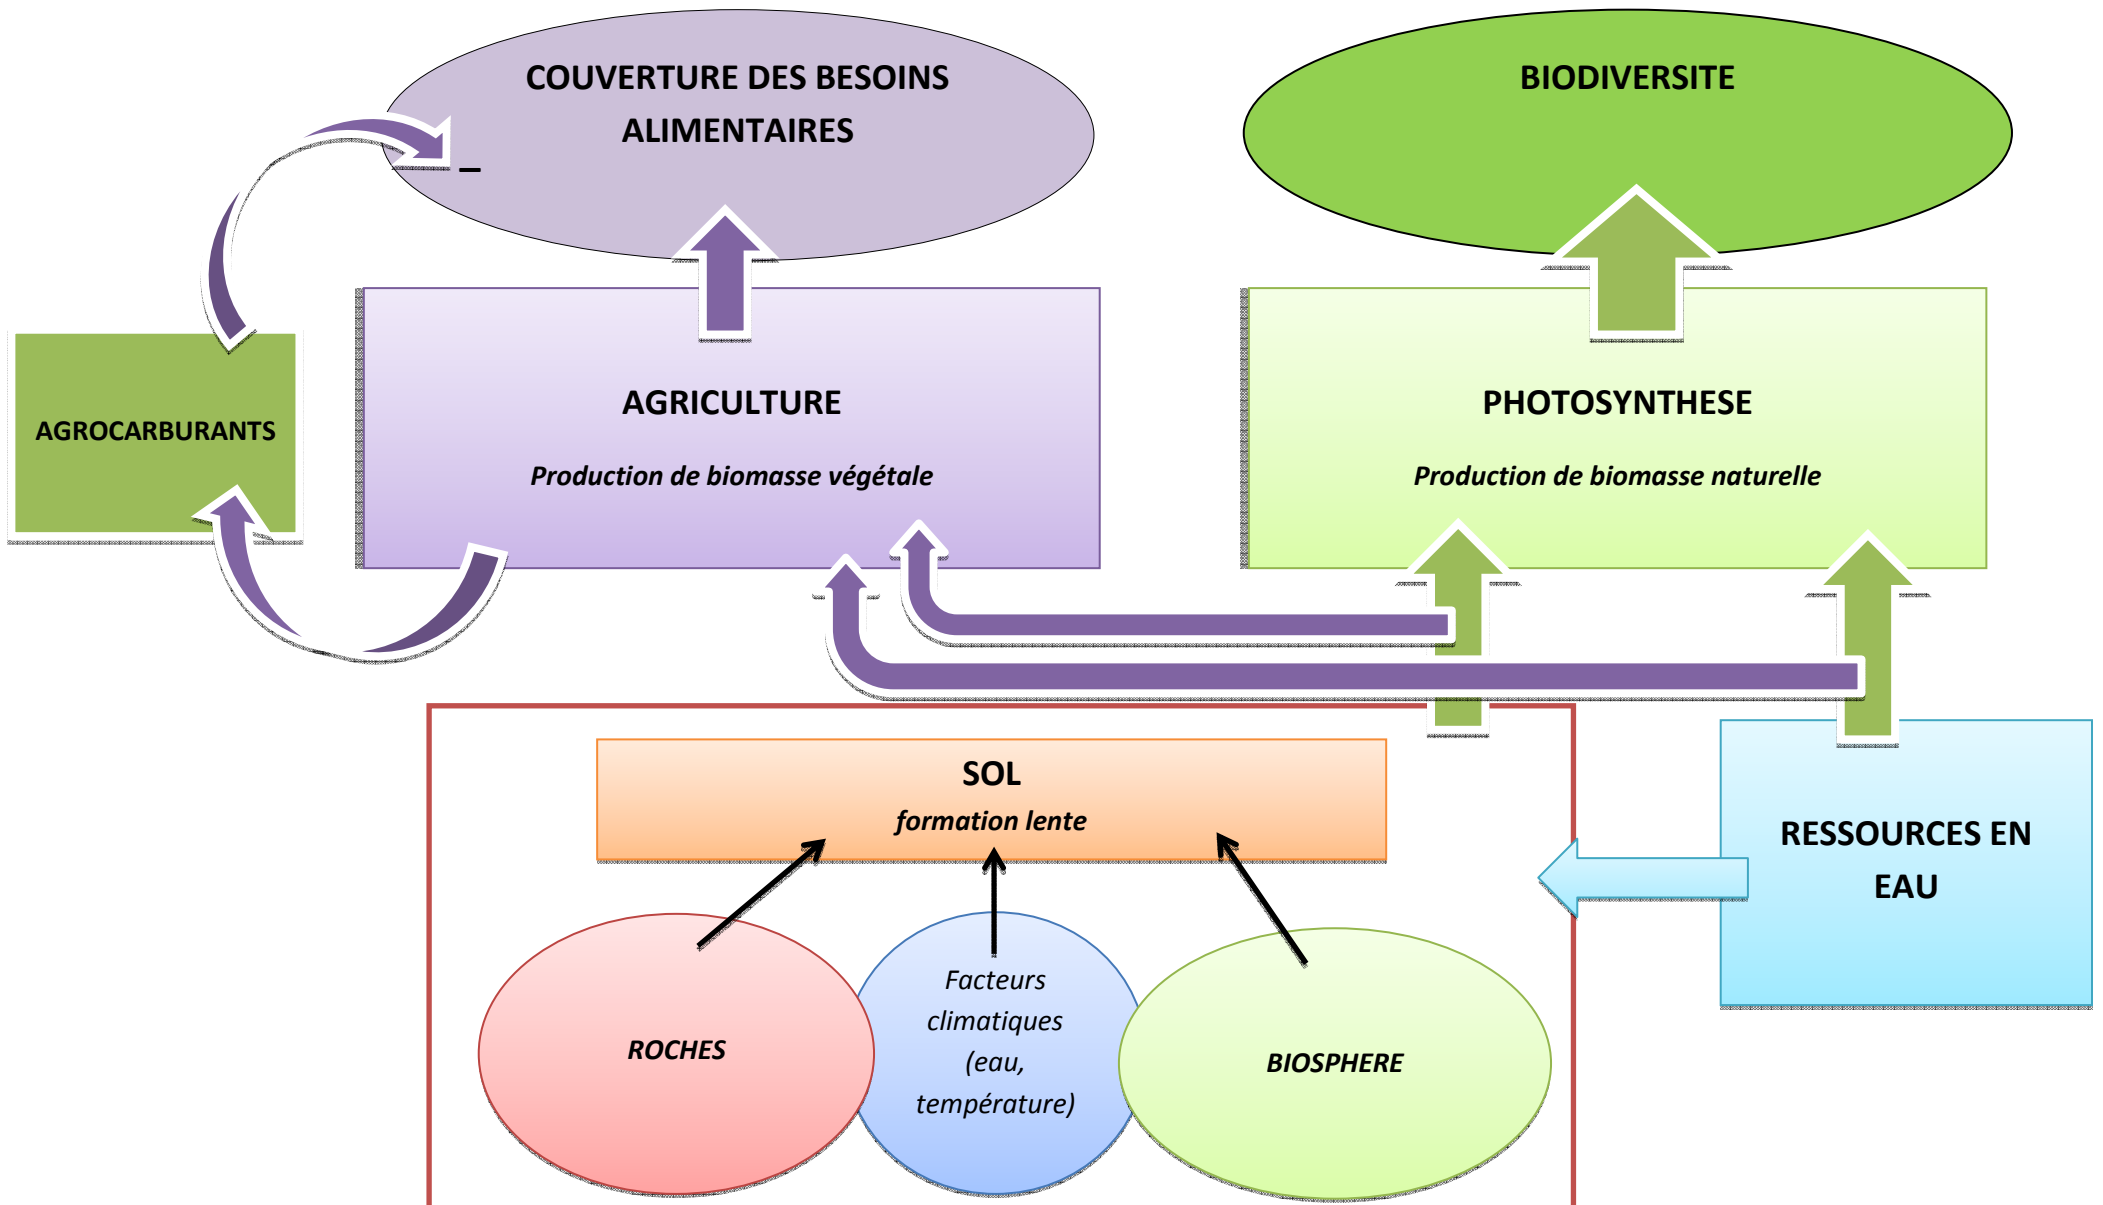 COUVERTURE DES BESOINS
ALIMENTAIRES
_
BIODIVERSITE
AGROCARBURANTS
AGRICULTURE
Production de biomasse végétale
PHOTOSYNTHESE
Production de biomasse naturelle
SOL
formation lente
RESSOURCES EN
EAU
ROCHES
Facteurs
climatiques
(eau,
température)
BIOSPHERE